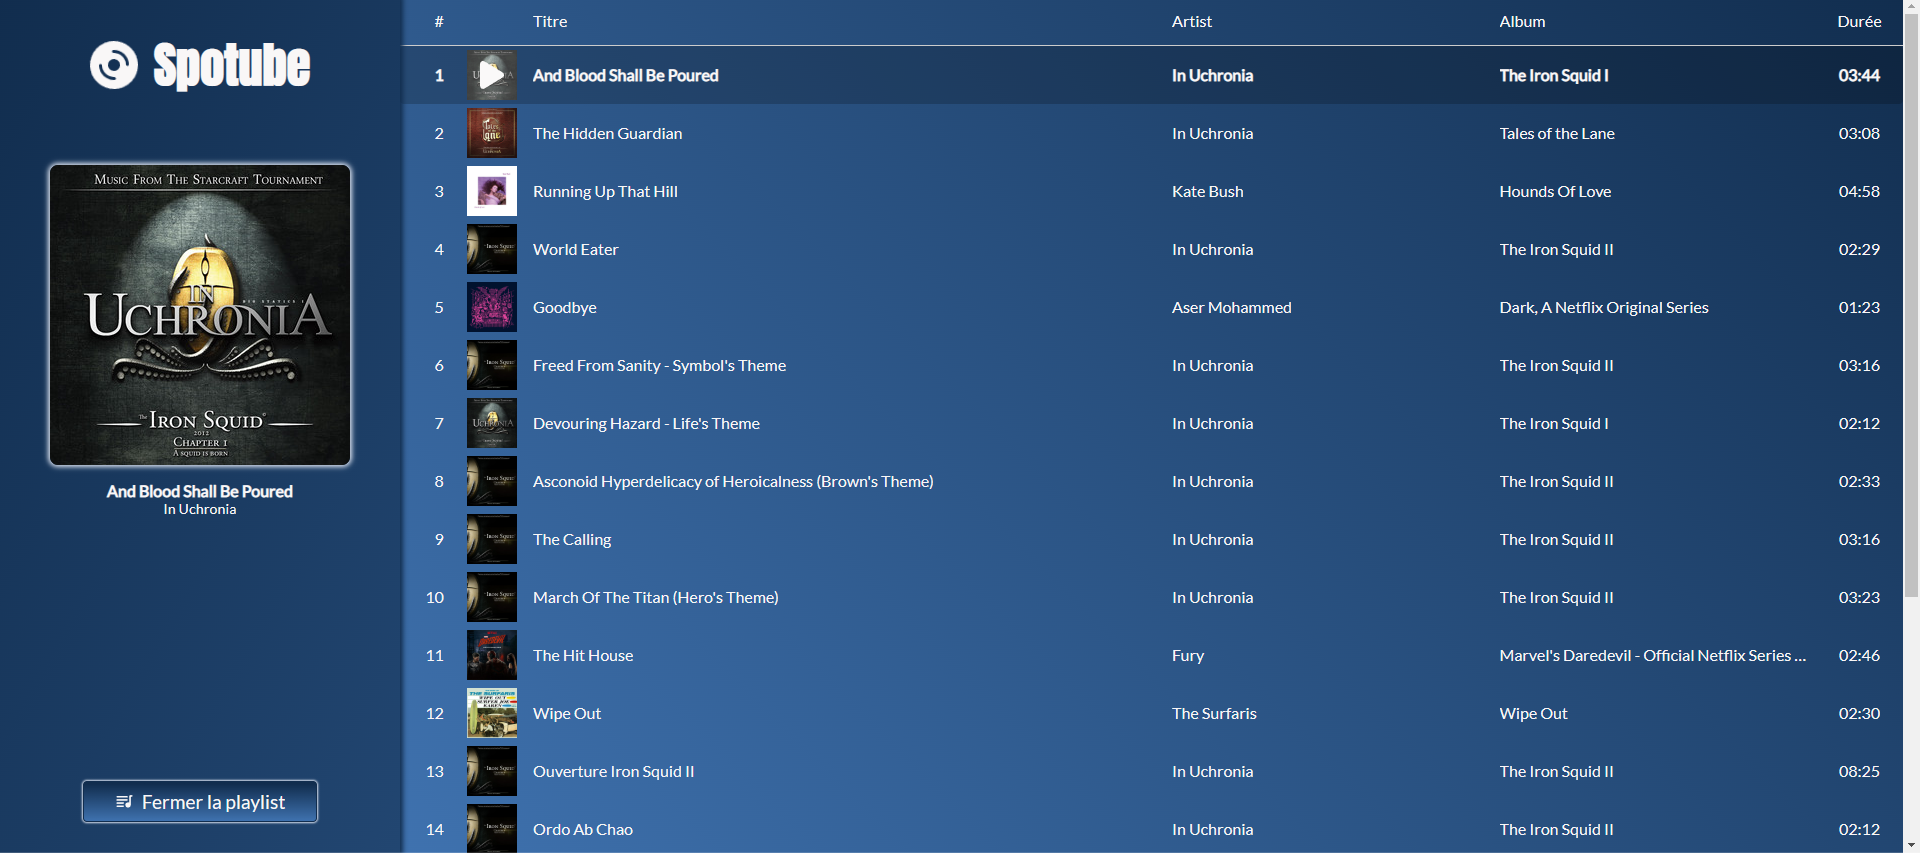 Spotube
MUSIC FROM THE STARCRAFT TOURNAMENT
IN
UCHRONIA
The IRON SQUID
2012
CHAPTER I
A SQUID IS BORN
And Blood Shall Be Poured
In Uchronia
Fermer la playlist
# Titre Artist Album Durée
1 And Blood Shall Be Poured In Uchronia The Iron Squid I 03:44
2 The Hidden Guardian In Uchronia Tales of the Lane 03:08
3 Running Up That Hill Kate Bush Hounds Of Love 04:58
4 World Eater In Uchronia The Iron Squid II 02:29
5 Goodbye Aser Mohammed Dark, A Netflix Original Series 01:23
6 Freed From Sanity - Symbol's Theme In Uchronia The Iron Squid II 03:16
7 Devouring Hazard - Life's Theme In Uchronia The Iron Squid I 02:12
8 Asconoid Hyperdelicacy of Heroicalness (Brown's Theme) In Uchronia The Iron Squid II 02:33
9 The Calling In Uchronia The Iron Squid II 03:16
10 March Of The Titan (Hero's Theme) In Uchronia The Iron Squid II 03:23
11 The Hit House Fury Marvel's Daredevil - Official Netflix Series ... 02:46
12 Wipe Out The Surfaris Wipe Out 02:30
13 Ouverture Iron Squid II In Uchronia The Iron Squid II 08:25
14 Ordo Ab Chao In Uchronia The Iron Squid II 02:12